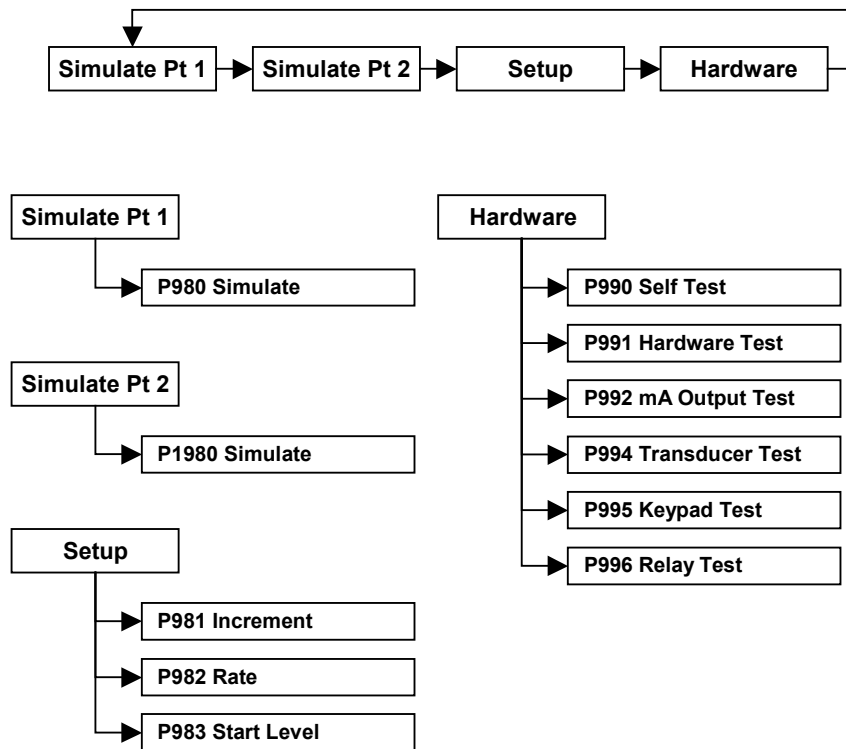 Simulate Pt 1
Simulate Pt 2
Setup
Hardware
Simulate Pt 1
P980 Simulate
Simulate Pt 2
P1980 Simulate
Setup
P981 Increment
P982 Rate
P983 Start Level
Hardware
P990 Self Test
P991 Hardware Test
P992 mA Output Test
P994 Transducer Test
P995 Keypad Test
P996 Relay Test